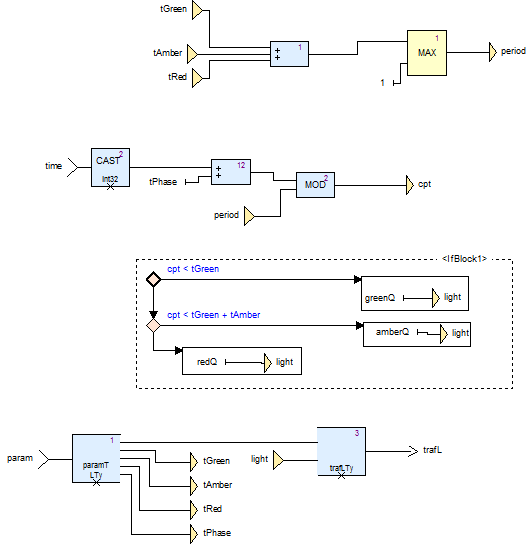 tGreen
1
1
tAmber
+
+
MAX
period
tRed
1
2
CAST
time
Int32
12
+
+
tPhase
2
MOD
cpt
period
<IfBlock1>
cpt < tGreen
greenQ
light
cpt < tGreen + tAmber
amberQ
light
redQ
light
1
3
param
paramT
LTy
tGreen
light
trafL
trafLTy
tAmber
tRed
tPhase